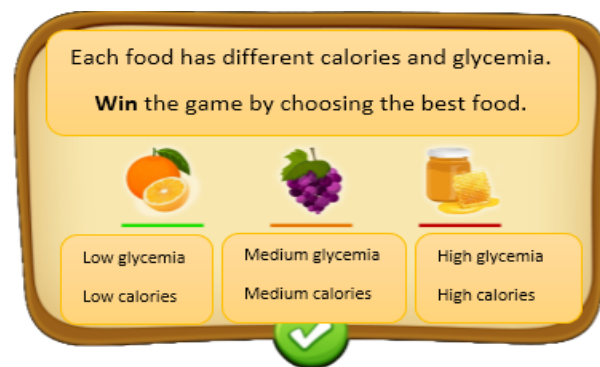 Each food has different calories and glycemia.
Win the game by choosing the best food.
Low glycemia
Low calories
Medium glycemia
Medium calories
High glycemia
High calories